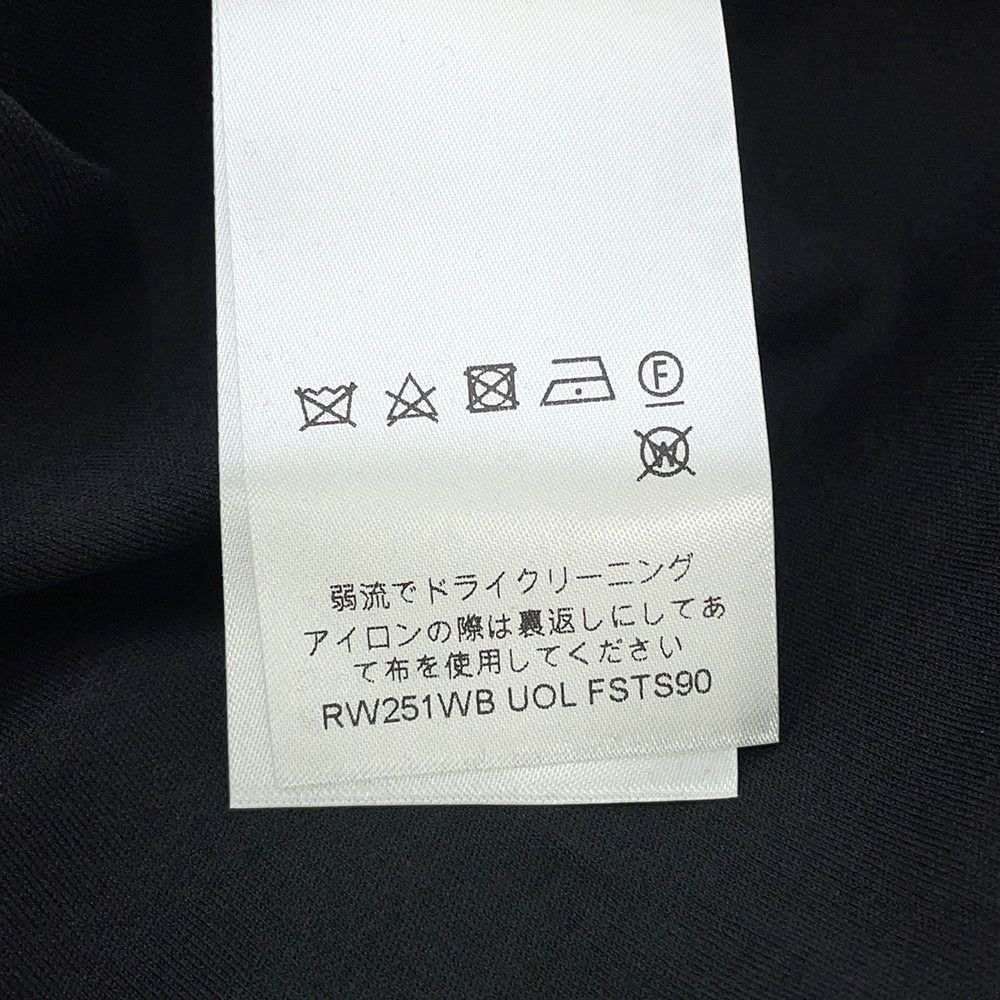 F
W
弱流でドライクリーニング
アイロンの際は裏返しにしてあ
て布を使用してください
RW251WB UOL FSTS90